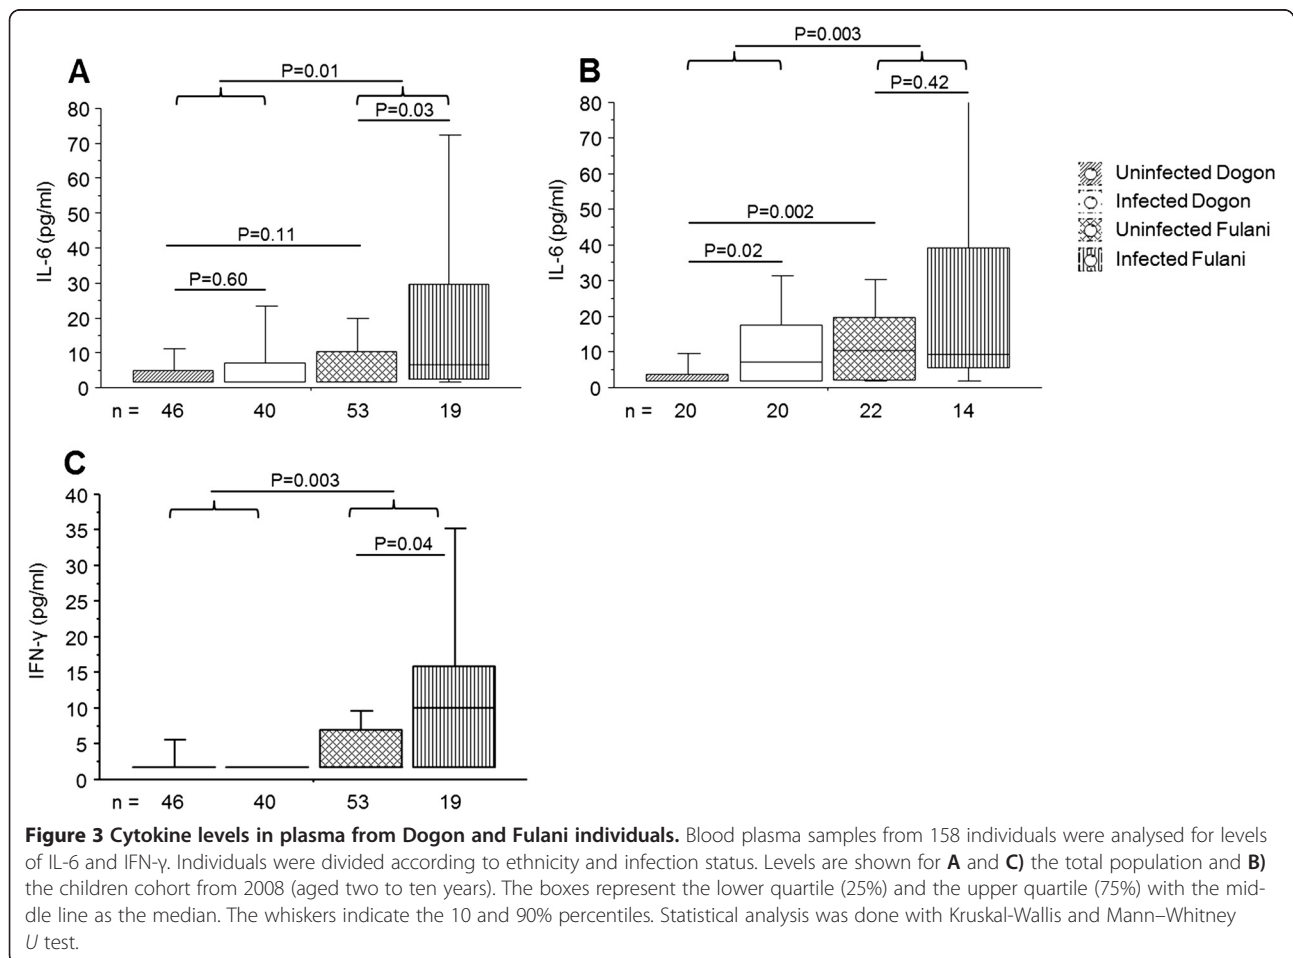 A
P=0.01
P=0.03
80
70
60
50
40
30
20
10
0
IL-6 (pg/ml)
P=0.11
P=0.60
n = 46 40 53 19
B
P=0.003
P=0.42
80
70
60
50
40
30
20
10
0
IL-6 (pg/ml)
P=0.002
P=0.02
n = 20 20 22 14
Uninfected Dogon
Infected Dogon
Uninfected Fulani
Infected Fulani
C
P=0.003
P=0.04
40
35
30
25
20
15
10
5
0
IFN-γ (pg/ml)
n = 46 40 53 19
Figure 3 Cytokine levels in plasma from Dogon and Fulani individuals. Blood plasma samples from 158 individuals were analysed for levels
of IL-6 and IFN-γ. Individuals were divided according to ethnicity and infection status. Levels are shown for A and C) the total population and B)
the children cohort from 2008 (aged two to ten years). The boxes represent the lower quartile (25%) and the upper quartile (75%) with the mid-
dle line as the median. The whiskers indicate the 10 and 90% percentiles. Statistical analysis was done with Kruskal-Wallis and Mann–Whitney
U test.